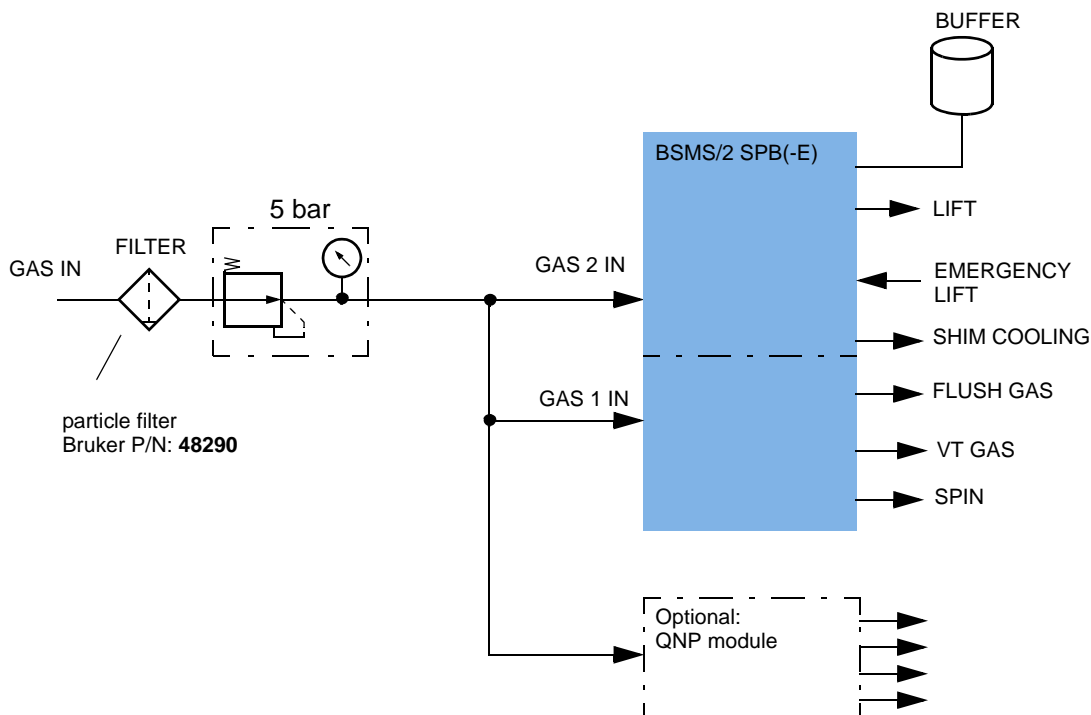 BUFFER
BSMS/2 SPB(-E)
5 bar
LIFT
FILTER
GAS IN
GAS 2 IN
EMERGENCY
LIFT
SHIM COOLING
GAS 1 IN
FLUSH GAS
particle filter
Bruker P/N: 48290
VT GAS
SPIN
Optional:
QNP module